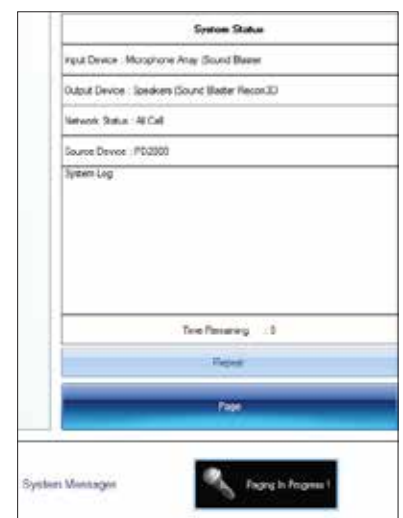 System Status
Input Device : Microphone Array (Sound Blaster
Output Device : Speakers (Sound Blaster Recon3D
Network Status : All Call
Source Device : PD2000
System Log
Time Remaining : 0
Repeat
Page
System Messages
Paging In Progress !